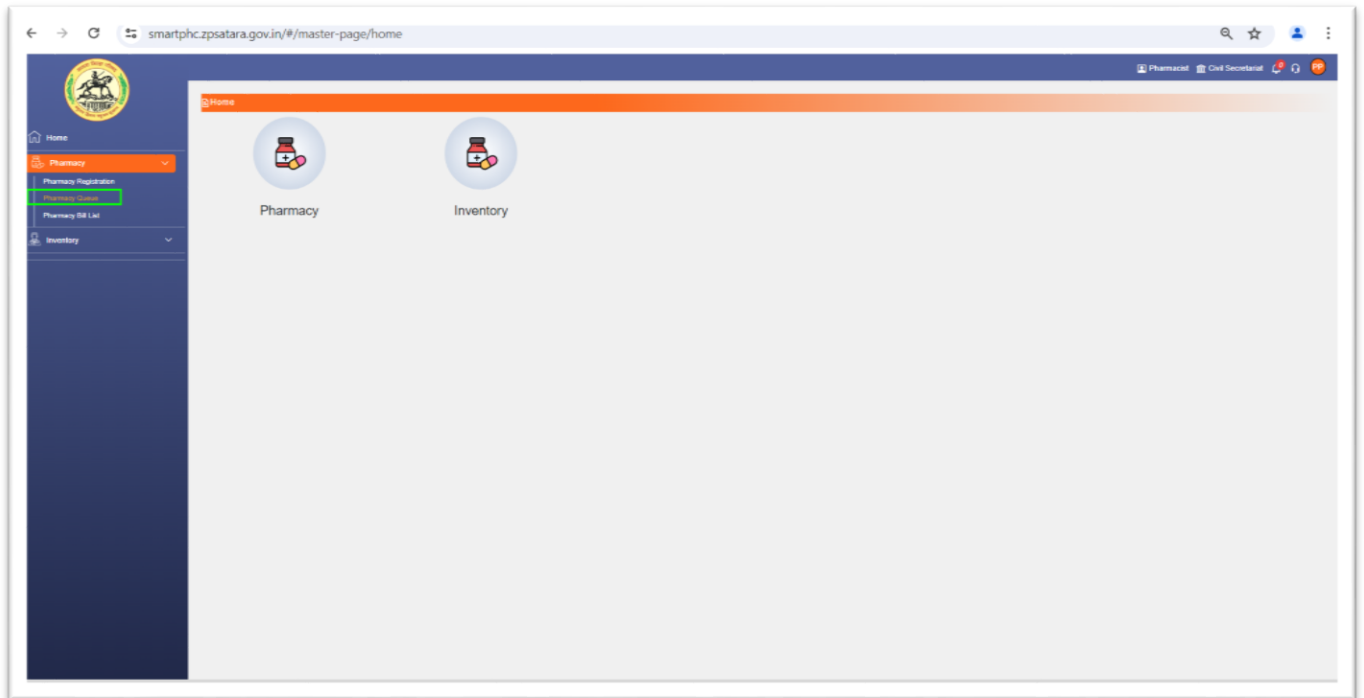 smartphc.zpsatara.gov.in/#/master-page/home
Pharmacist Civil Secretariat PP
Home
Home
Pharmacy
Pharmacy Registration
Pharmacy Queue
Pharmacy Bill List
Inventory
Pharmacy Inventory